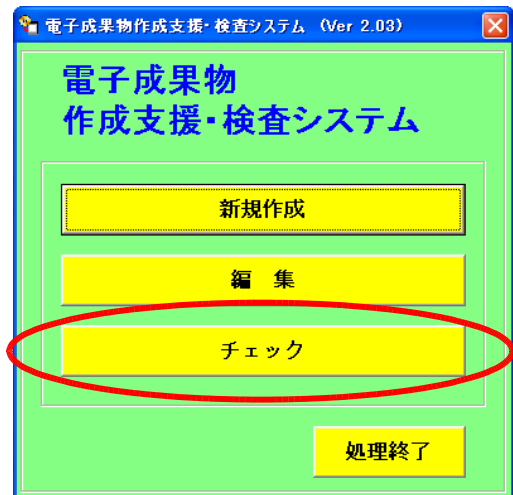 電子成果物作成支援・検査システム (Ver 2.03)
電子成果物
作成支援・検査システム
新規作成
編 集
チェック
処理終了